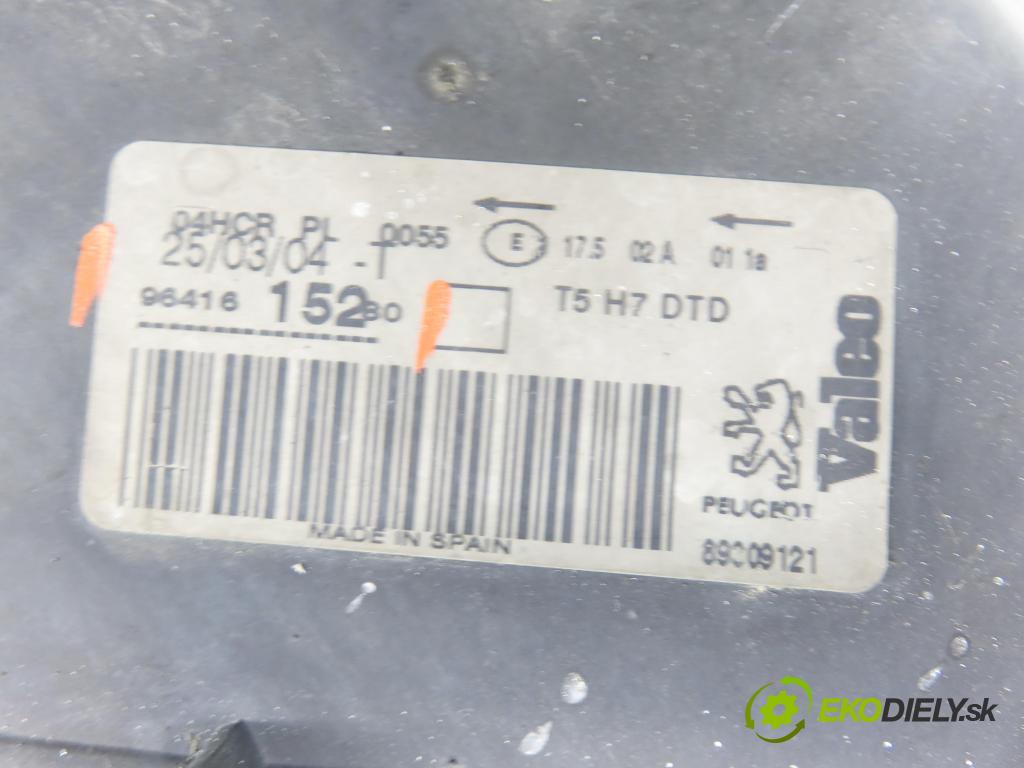 04HCR PL 0055 E 17.5 02 A 01 1a
25/03/04 - T
96416 152 80 T5 H7 DTD
Valeo
PEUGEOT
MADE IN SPAIN 89009121
EKODIELY.sk